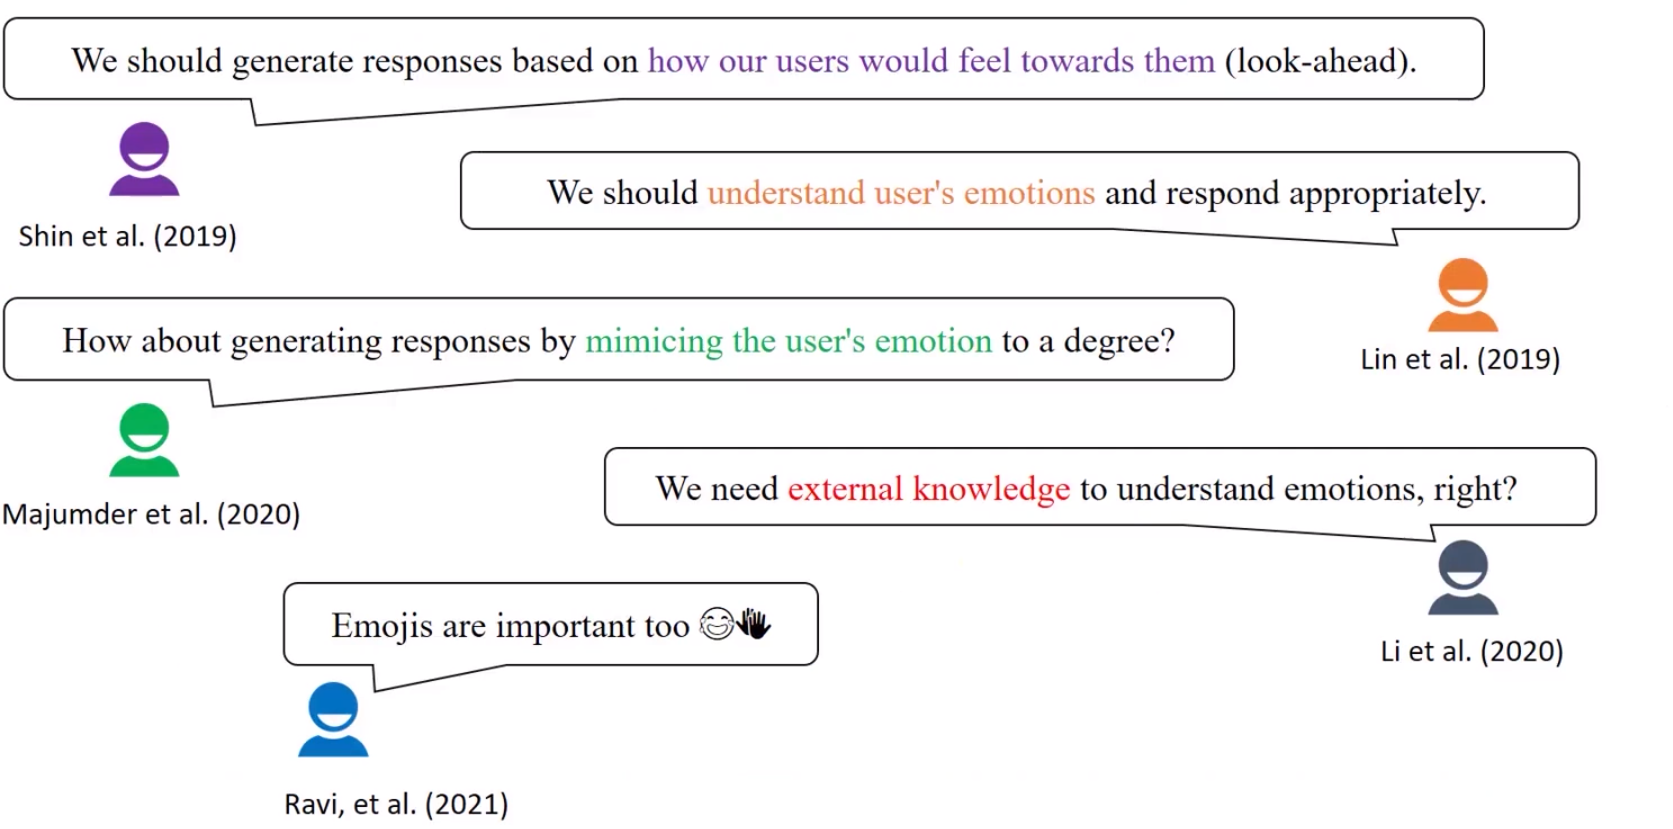 We should generate responses based on how our users would feel towards them (look-ahead).
Shin et al. (2019)
We should understand user's emotions and respond appropriately.
Lin et al. (2019)
How about generating responses by mimicing the user's emotion to a degree?
Majumder et al. (2020)
We need external knowledge to understand emotions, right?
Li et al. (2020)
Emojis are important too 😂👋
Ravi, et al. (2021)